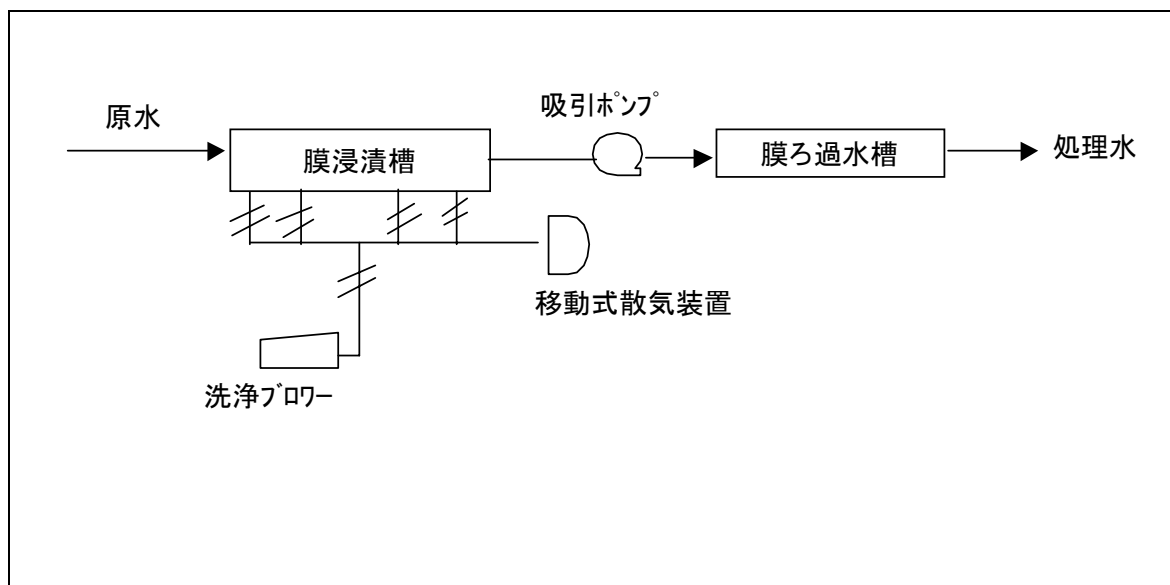 原水
膜浸漬槽
吸引ﾎﾟﾝﾌﾟ
膜ろ過水槽
処理水
移動式散気装置
洗浄ﾌﾞﾛﾜｰ